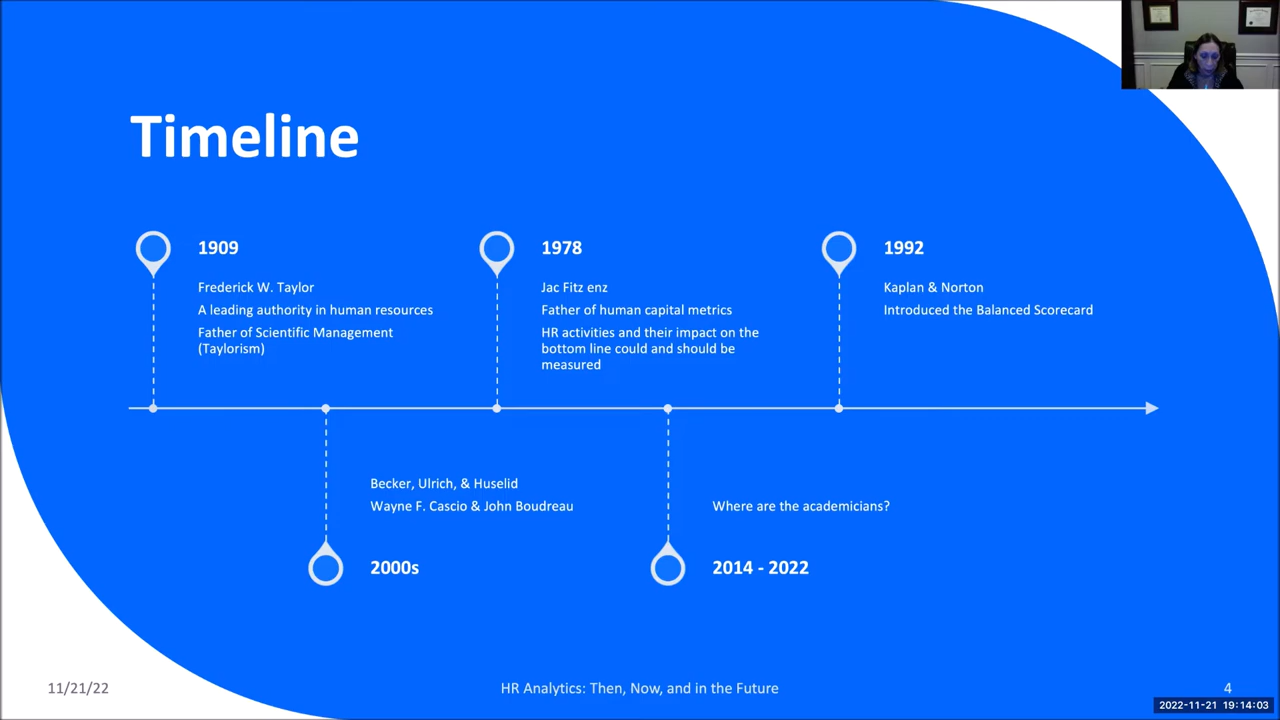 Timeline
1909
Frederick W. Taylor
A leading authority in human resources
Father of Scientific Management
(Taylorism)
1978
Jac Fitz enz
Father of human capital metrics
HR activities and their impact on the
bottom line could and should be
measured
1992
Kaplan & Norton
Introduced the Balanced Scorecard
Becker, Ulrich, & Huselid
Wayne F. Cascio & John Boudreau
2000s
Where are the academicians?
2014 - 2022
11/21/22
HR Analytics: Then, Now, and in the Future
4
2022-11-21 19:14:03